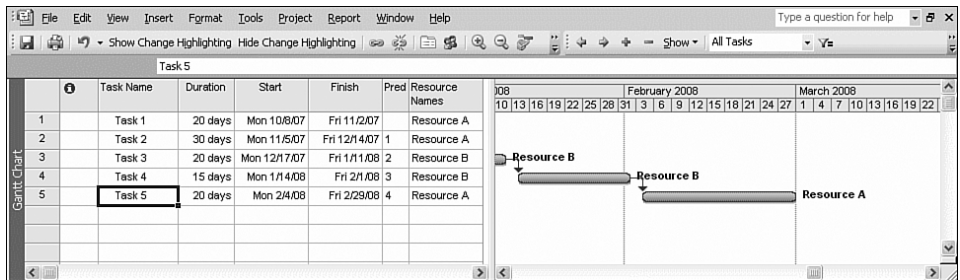 File Edit View Insert Format Tools Project Report Window Help Type a question for help
Show Change Highlighting Hide Change Highlighting Show All Tasks
Task 5
Task Name Duration Start Finish Pred Resource Names
1 Task 1 20 days Mon 10/8/07 Fri 11/2/07 Resource A
2 Task 2 30 days Mon 11/5/07 Fri 12/14/07 1 Resource A
3 Task 3 20 days Mon 12/17/07 Fri 1/11/08 2 Resource B
4 Task 4 15 days Mon 1/14/08 Fri 2/1/08 3 Resource B
5 Task 5 20 days Mon 2/4/08 Fri 2/29/08 4 Resource A
Gantt Chart
08 February 2008 March 2008
10 13 16 19 22 25 28 31 3 6 9 12 15 18 21 24 27 1 4 7 10 13 16 19 22
Resource B
Resource B
Resource A